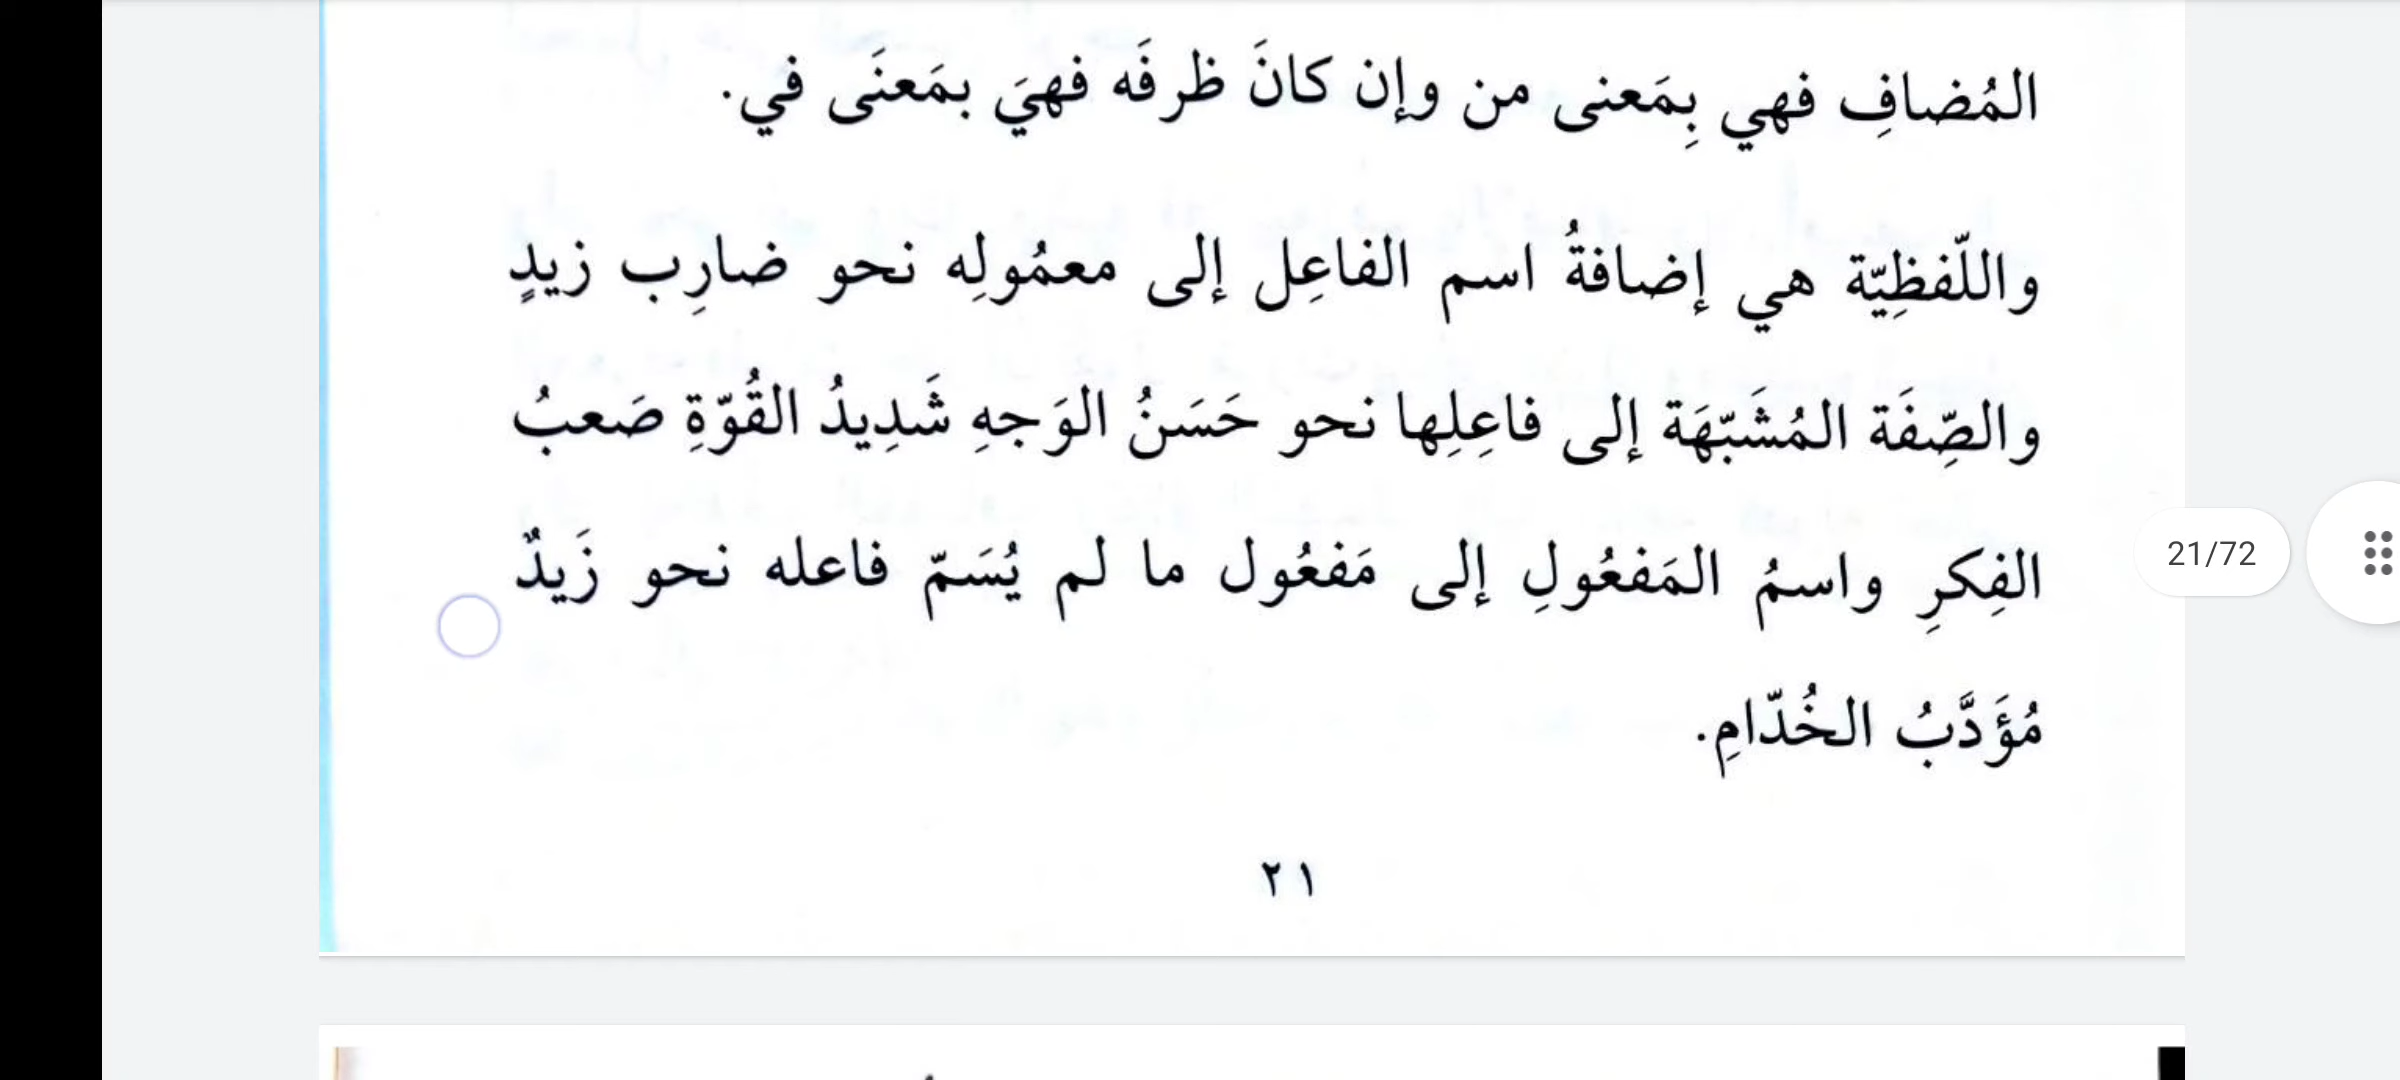 المُضافِ فهي بِمَعنى من وإن كانَ ظرفَه فهيَ بمَعنَى في.
واللّفظِيّة هي إضافةُ اسم الفاعِل إلى معمُولِه نحو ضارِب زيدٍ
والصِّفَة المُشَبّهَة إلى فاعِلِها نحو حَسَنُ الوَجهِ شَدِيدُ القُوّةِ صَعبُ
الفِكرِ واسمُ المَفعُولِ إلى مَفعُول ما لم يُسَمّ فاعله نحو زَيدٌ
21/72
مُؤَدَّبُ الخُدّامِ.
٢١